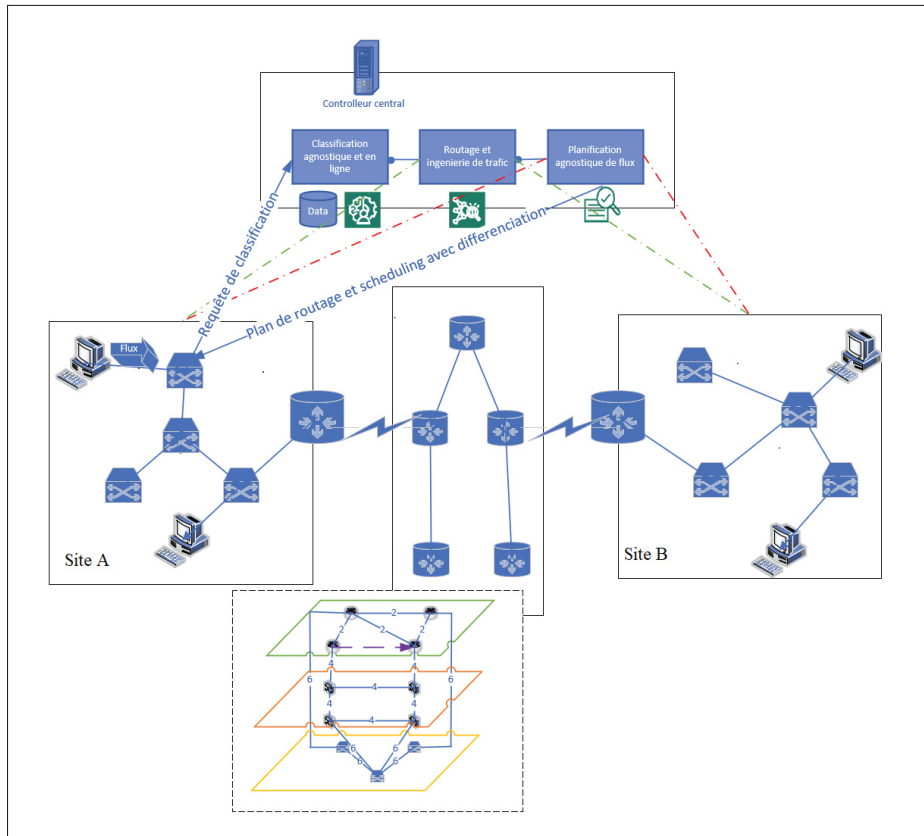 Controlleur central
Classification
agnostique et en
ligne
Routage et
ingenierie de trafic
Planification
agnostique de flux
Data
Requête de classification
Plan de routage et scheduling avec differenciation
Flux
Site A
Site B
2
2
2
2
4
4
6
6
4
4
4
4
6
6
6
6